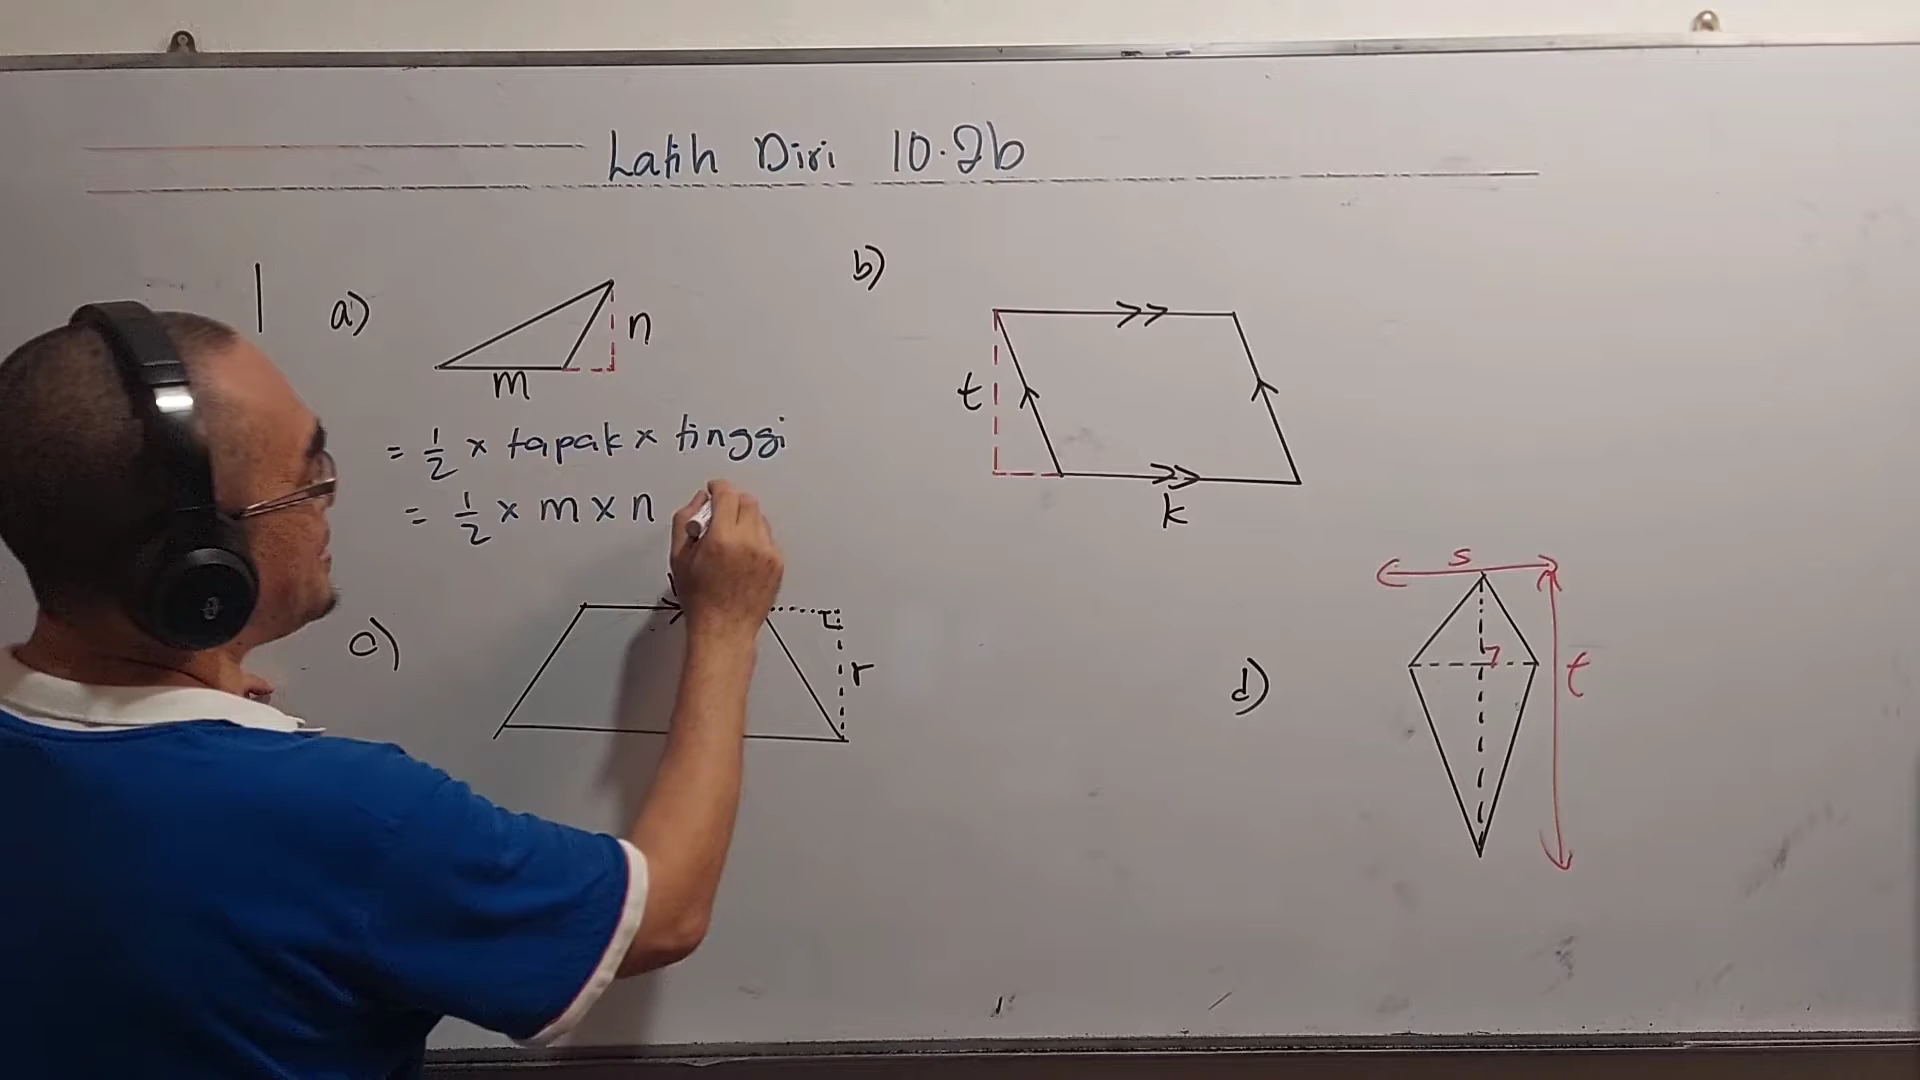 Latih Diri 10.2b
1 a)
n
m
= 1/2 × tapak × tinggi
= 1/2 × m × n
b)
t
k
c)
r
d)
s
t